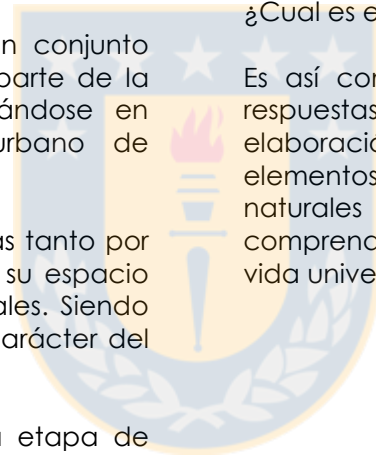 n conjunto
parte de la
ándose en
urbano de
as tanto por
su espacio
ales. Siendo
arácter del
a etapa de
¿Cual es e
Es así con
respuestas
elaboració
elementos
naturales
comprend
vida unive